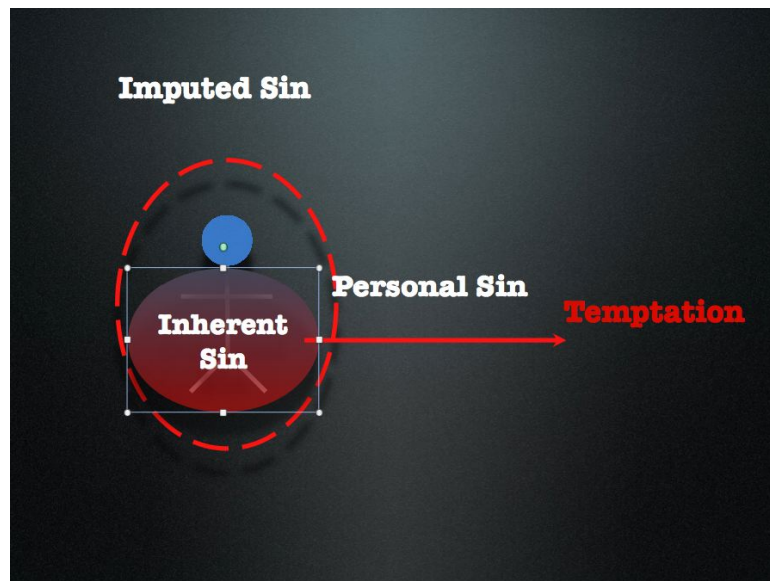 Imputed Sin
Personal Sin
Temptation
Inherent
Sin